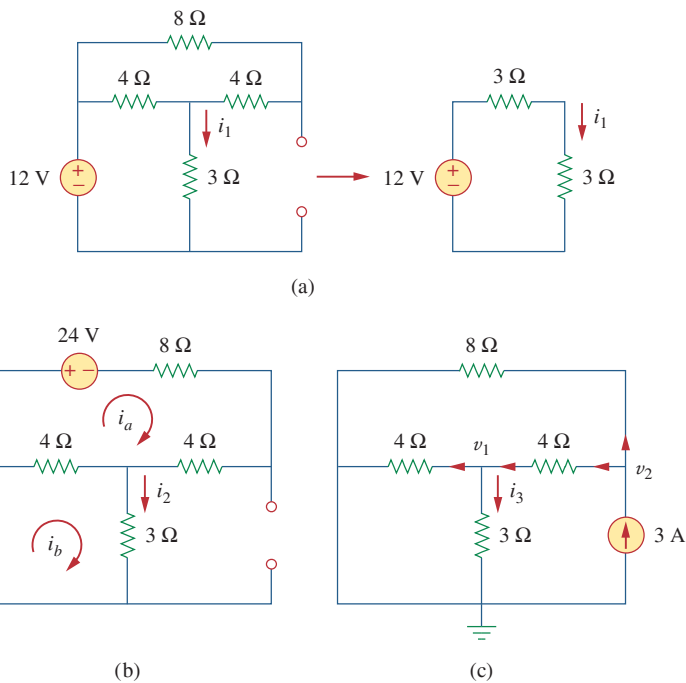 8 Ω
4 Ω 4 Ω
i1
12 V + − 3 Ω
3 Ω
i1
12 V + − 3 Ω
(a)
24 V
+ − 8 Ω
ia
4 Ω 4 Ω
i2
ib 3 Ω
(b)
8 Ω
4 Ω v1 4 Ω
v2
i3
3 Ω 3 A
(c)